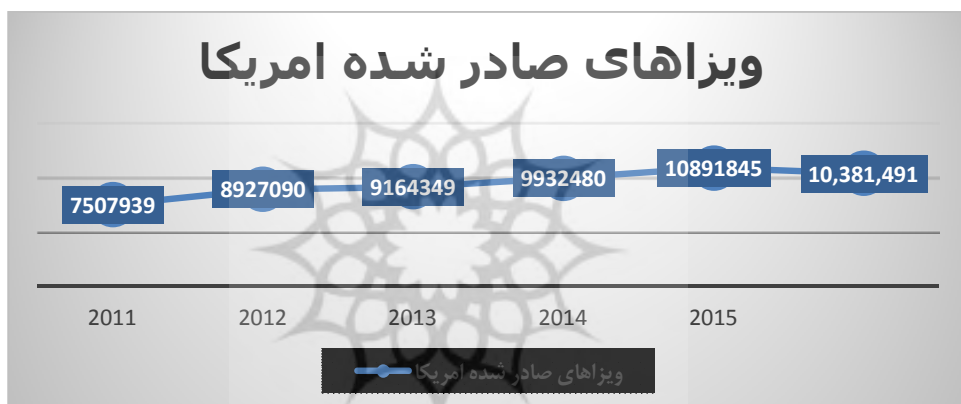 ویزاهای صادر شده امریکا
7507939 8927090 9164349 9932480 10891845 10,381,491
2011 2012 2013 2014 2015
ویزاهای صادر شده امریکا